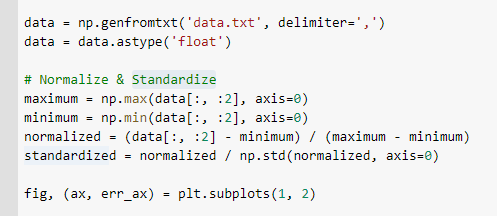 data = np.genfromtxt('data.txt', delimiter=',')
data = data.astype('float')
# Normalize & Standardize
maximum = np.max(data[:, :2], axis=0)
minimum = np.min(data[:, :2], axis=0)
normalized = (data[:, :2] - minimum) / (maximum - minimum)
standardized = normalized / np.std(normalized, axis=0)
fig, (ax, err_ax) = plt.subplots(1, 2)